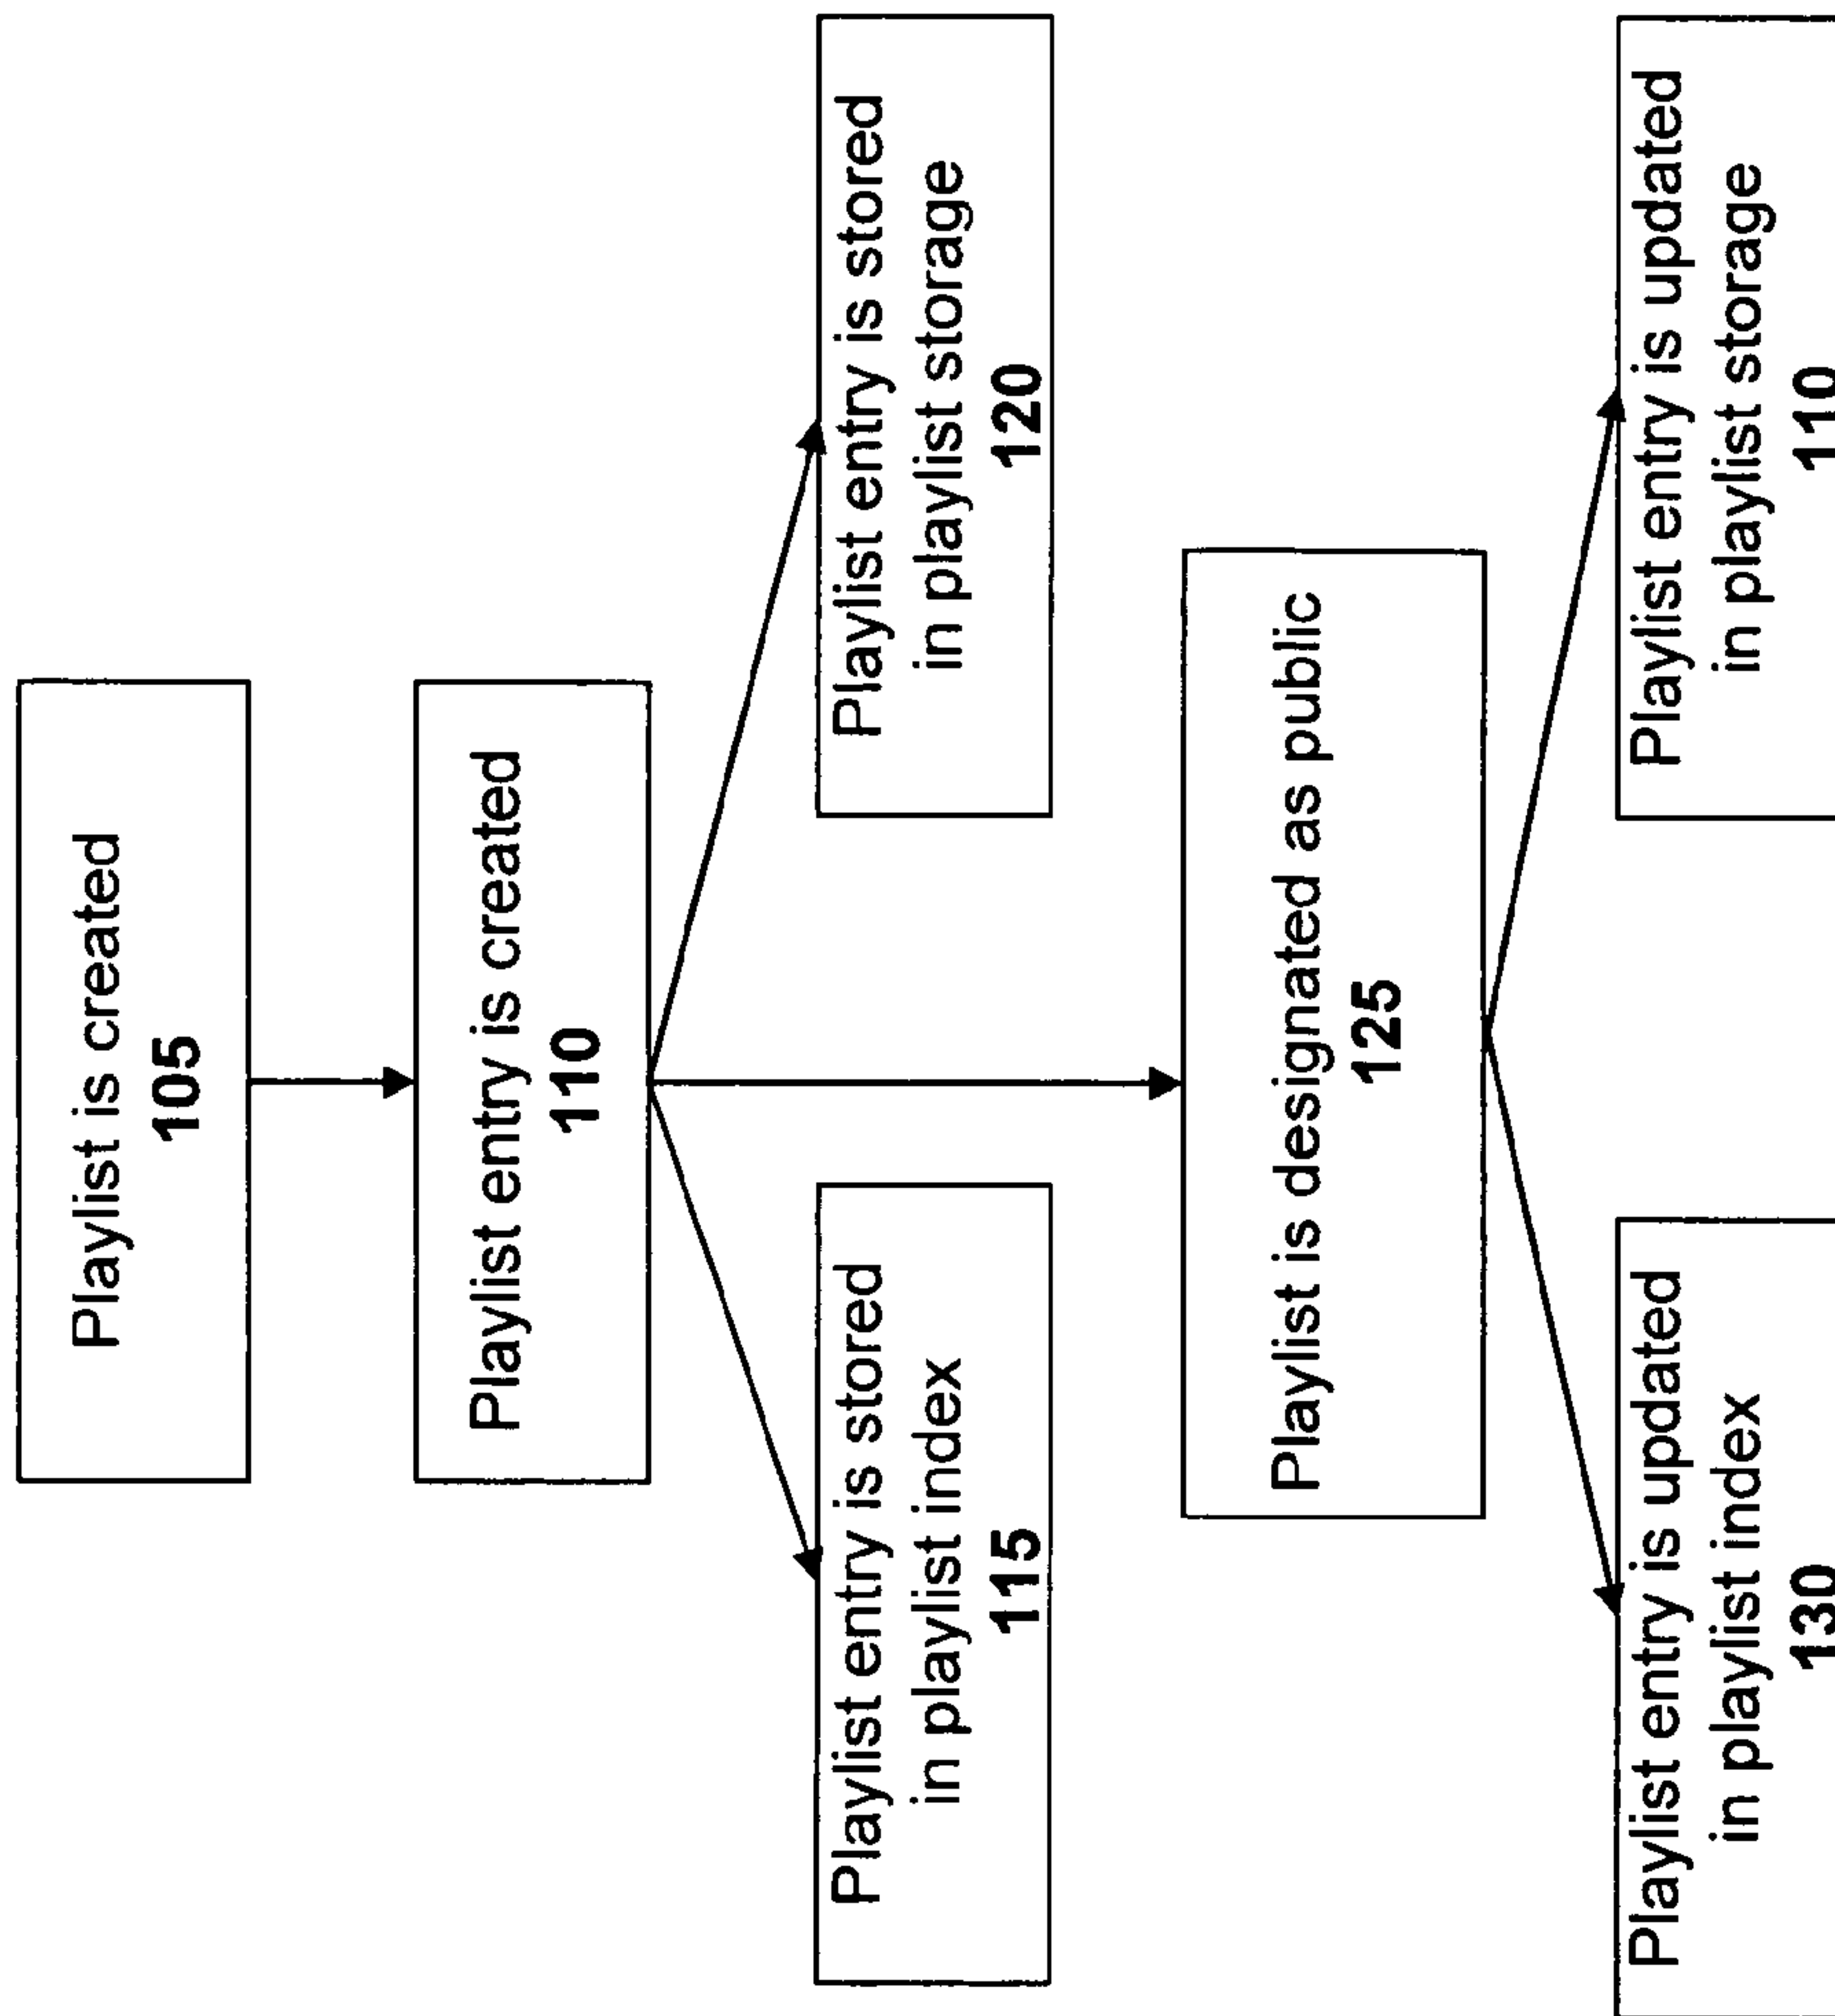 Playlist is created
105
Playlist entry is created
110
Playlist entry is stored
in playlist index
115
Playlist entry is stored
in playlist storage
120
Playlist is designated as public
125
Playlist entry is updated
in playlist index
130
Playlist entry is updated
in playlist storage
110